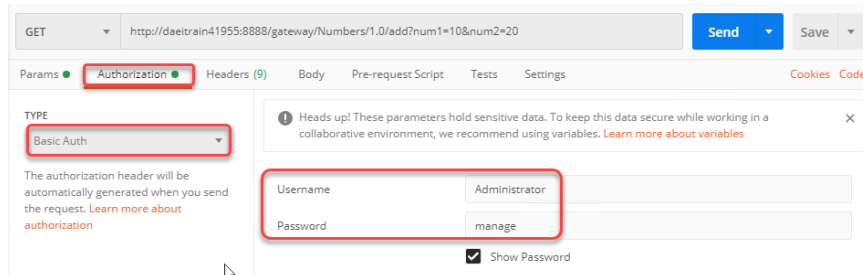 GET http://daeitrain41955:8888/gateway/Numbers/1.0/add?num1=10&num2=20 Send Save
Params Authorization Headers (9) Body Pre-request Script Tests Settings Cookies Code
TYPE
Basic Auth
The authorization header will be
automatically generated when you send
the request. Learn more about
authorization
Heads up! These parameters hold sensitive data. To keep this data secure while working in a
collaborative environment, we recommend using variables. Learn more about variables
Username Administrator
Password manage
Show Password